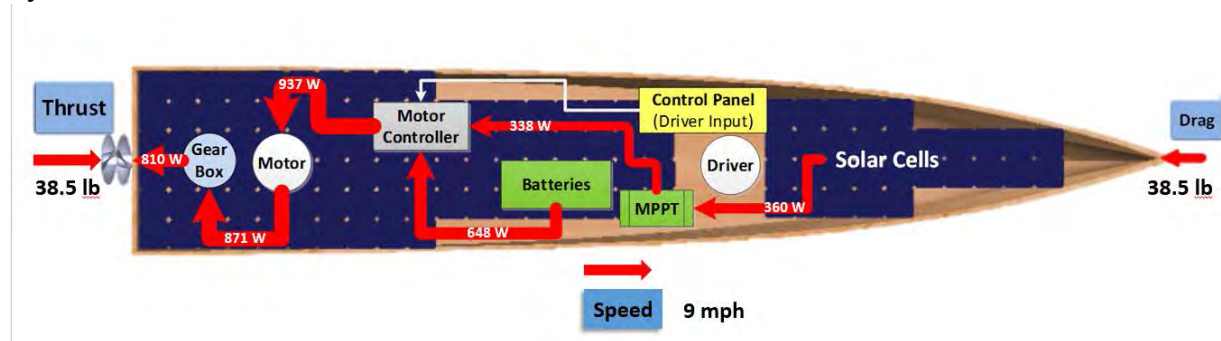 937 W
Thrust
Motor
Controller
Control Panel
(Driver Input)
338 W
Drag
810 W
Gear
Box
Motor
Batteries
Driver
Solar Cells
MPPT
360 W
38.5 lb
38.5 lb
871 W
648 W
Speed
9 mph